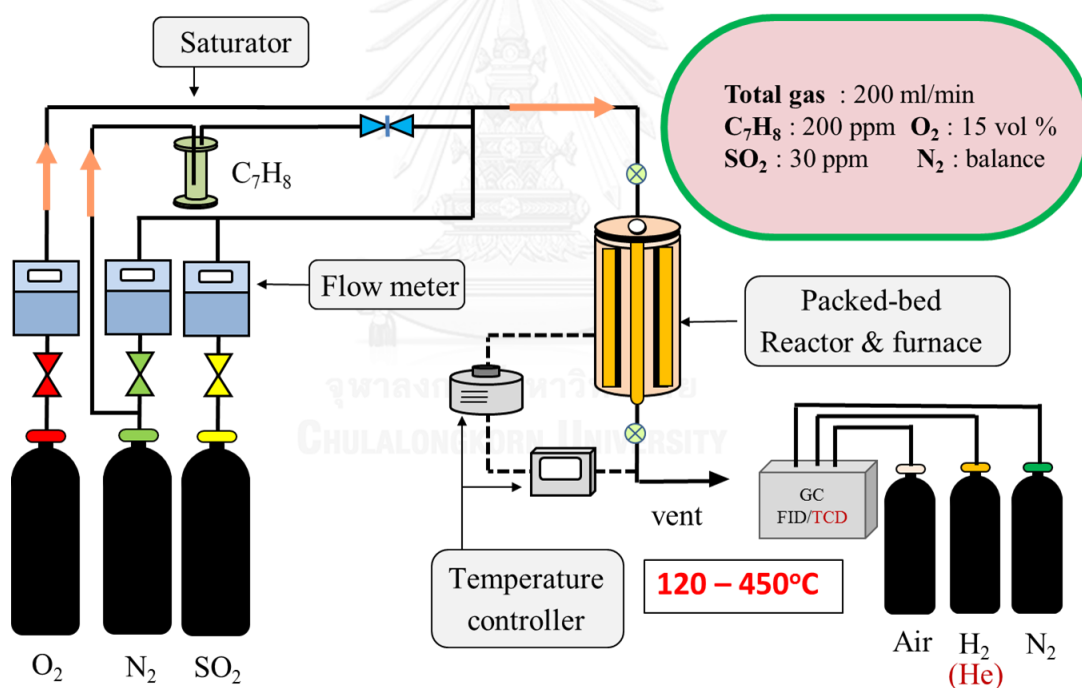 Saturator
Total gas : 200 ml/min
C₇H₈ : 200 ppm O₂ : 15 vol %
SO₂ : 30 ppm N₂ : balance
C₇H₈
Flow meter
Packed-bed
Reactor & furnace
CHULALONGKORN UNIVERSITY
vent
GC
FID/TCD
Temperature
controller
120 – 450°C
O₂
N₂
SO₂
Air
H₂
(He)
N₂